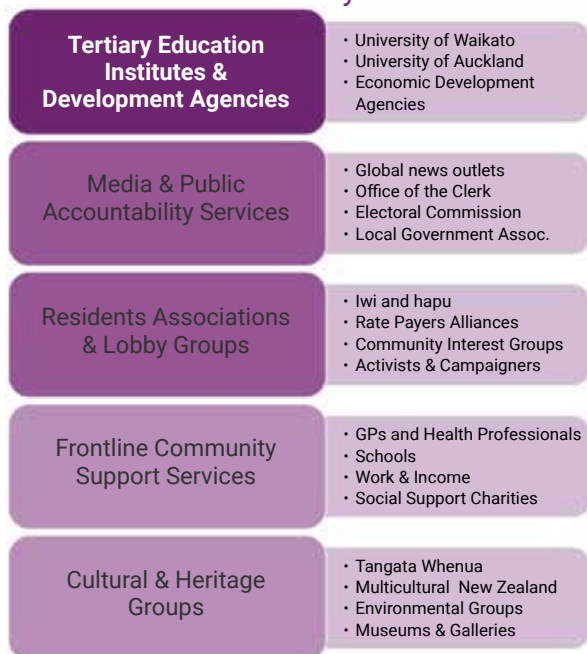 Tertiary Education
Institutes &
Development Agencies
• University of Waikato
• University of Auckland
• Economic Development
Agencies
Media & Public
Accountability Services
• Global news outlets
• Office of the Clerk
• Electoral Commission
• Local Government Assoc.
Residents Associations
& Lobby Groups
• Iwi and hapu
• Rate Payers Alliances
• Community Interest Groups
• Activists & Campaigners
Frontline Community
Support Services
• GPs and Health Professionals
• Schools
• Work & Income
• Social Support Charities
Cultural & Heritage
Groups
• Tangata Whenua
• Multicultural New Zealand
• Environmental Groups
• Museums & Galleries